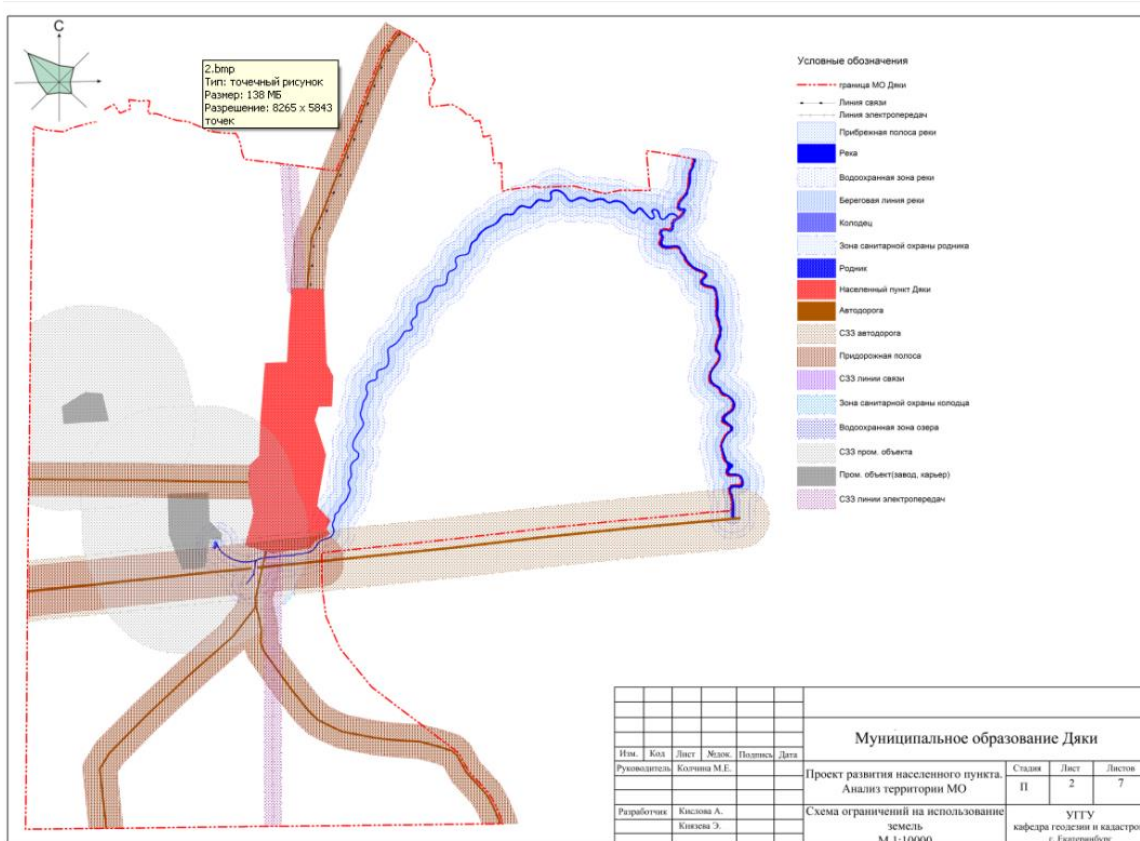 С
2.bmp
Тип: точечный рисунок
Размер: 138 МБ
Разрешение: 8265 x 5843
точек
Условные обозначения
граница МО Дяки
Линия связи
Линия электропередач
Прибрежная полоса реки
Река
Водоохранная зона реки
Береговая линия реки
Колодец
Зона санитарной охраны родника
Родник
Населенный пункт Дяки
Автодорога
СЗЗ автодорога
Придорожная полоса
СЗЗ линии связи
Зона санитарной охраны колодца
Водоохранная зона озера
СЗЗ пром. объекта
Пром. объект(завод, карьер)
СЗЗ линии электропередач
Муниципальное образование Дяки
Изм. Код Лист №док. Подпись Дата
Руководитель Колчина М.Е.
Проект развития населенного пункта.
Анализ территории МО
Стадия Лист Листов
П 2 7
Разработчик Кислова А.
Князева Э.
Схема ограничений на использование
земель
М 1:10000
УГГУ
кафедра геодезии и кадастров
г. Екатеринбург